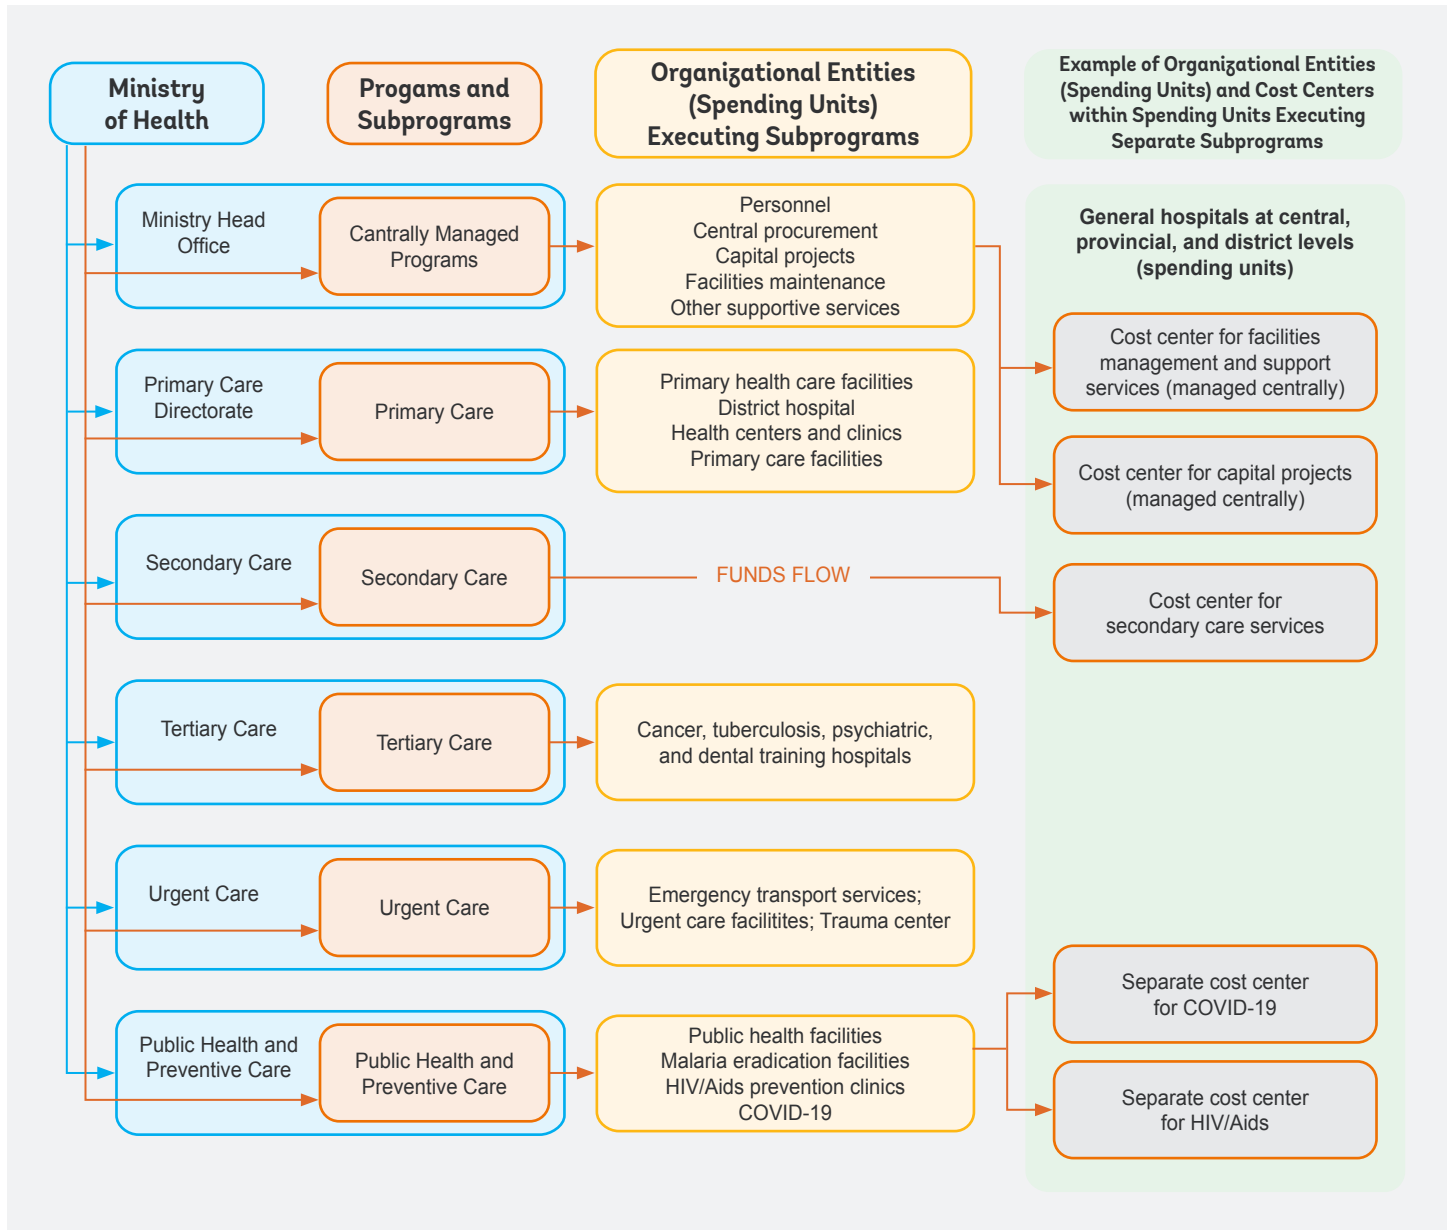 Ministry
of Health
Progams and
Subprograms
Organizational Entities
(Spending Units)
Executing Subprograms
Example of Organizational Entities
(Spending Units) and Cost Centers
within Spending Units Executing
Separate Subprograms
Ministry Head
Office
Cantrally Managed
Programs
Personnel
Central procurement
Capital projects
Facilities maintenance
Other supportive services
General hospitals at central,
provincial, and district levels
(spending units)
Cost center for facilities
management and support
services (managed centrally)
Primary Care
Directorate
Primary Care
Primary health care facilities
District hospital
Health centers and clinics
Primary care facilities
Cost center for capital projects
(managed centrally)
Secondary Care
Secondary Care
FUNDS FLOW
Cost center for
secondary care services
Tertiary Care
Tertiary Care
Cancer, tuberculosis, psychiatric,
and dental training hospitals
Urgent Care
Urgent Care
Emergency transport services;
Urgent care facilitites; Trauma center
Separate cost center
for COVID-19
Public Health and
Preventive Care
Public Health and
Preventive Care
Public health facilities
Malaria eradication facilities
HIV/Aids prevention clinics
COVID-19
Separate cost center
for HIV/Aids